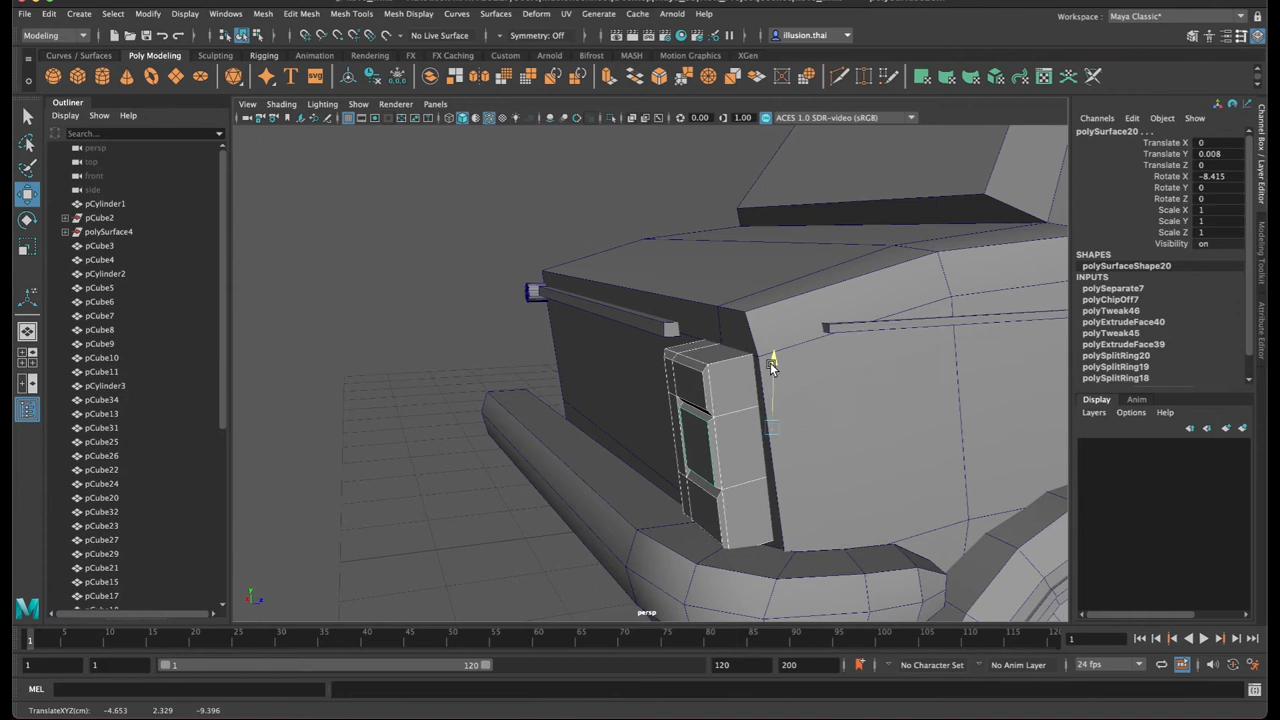 File Edit Create Select Modify Display Windows Mesh Edit Mesh Mesh Tools Mesh Display Curves Surfaces Deform UV Generate Cache Arnold Help
Workspace : Maya Classic*
Modeling No Live Surface Symmetry: Off illusion.thai
Curves / Surfaces Poly Modeling Sculpting Rigging Animation Rendering FX FX Caching Custom Arnold Bifrost MASH Motion Graphics XGen
Outliner
Display Show Help
Search...
persp
top
front
side
pCylinder1
pCube2
polySurface4
pCube3
pCube4
pCylinder2
pCube5
pCube6
pCube7
pCube8
pCube9
pCube10
pCube11
pCylinder3
pCube34
pCube13
pCube31
pCube25
pCube26
pCube22
pCube24
pCube20
pCube32
pCube23
pCube27
pCube29
pCube21
pCube15
pCube17
View Shading Lighting Show Renderer Panels
0.00 1.00 ACES 1.0 SDR-video (sRGB)
persp
Channels Edit Object Show
polySurface20 . . .
Translate X 0
Translate Y 0.008
Translate Z 0
Rotate X -8.415
Rotate Y 0
Rotate Z 0
Scale X 1
Scale Y 1
Scale Z 1
Visibility on
SHAPES
polySurfaceShape20
INPUTS
polySeparate7
polyChipOff7
polyTweak46
polyExtrudeFace40
polyTweak45
polyExtrudeFace39
polySplitRing20
polySplitRing19
polySplitRing18
Display Anim
Layers Options Help
Channel Box / Layer Editor
Modeling Toolkit
Attribute Editor
1 5 10 15 20 25 30 35 40 45 50 55 60 65 70 75 80 85 90 95 100 105 110 115 120
1
1 1 1 120 120 200 No Character Set No Anim Layer 24 fps
MEL
TranslateXYZ(cm): -4.653 2.329 -9.396